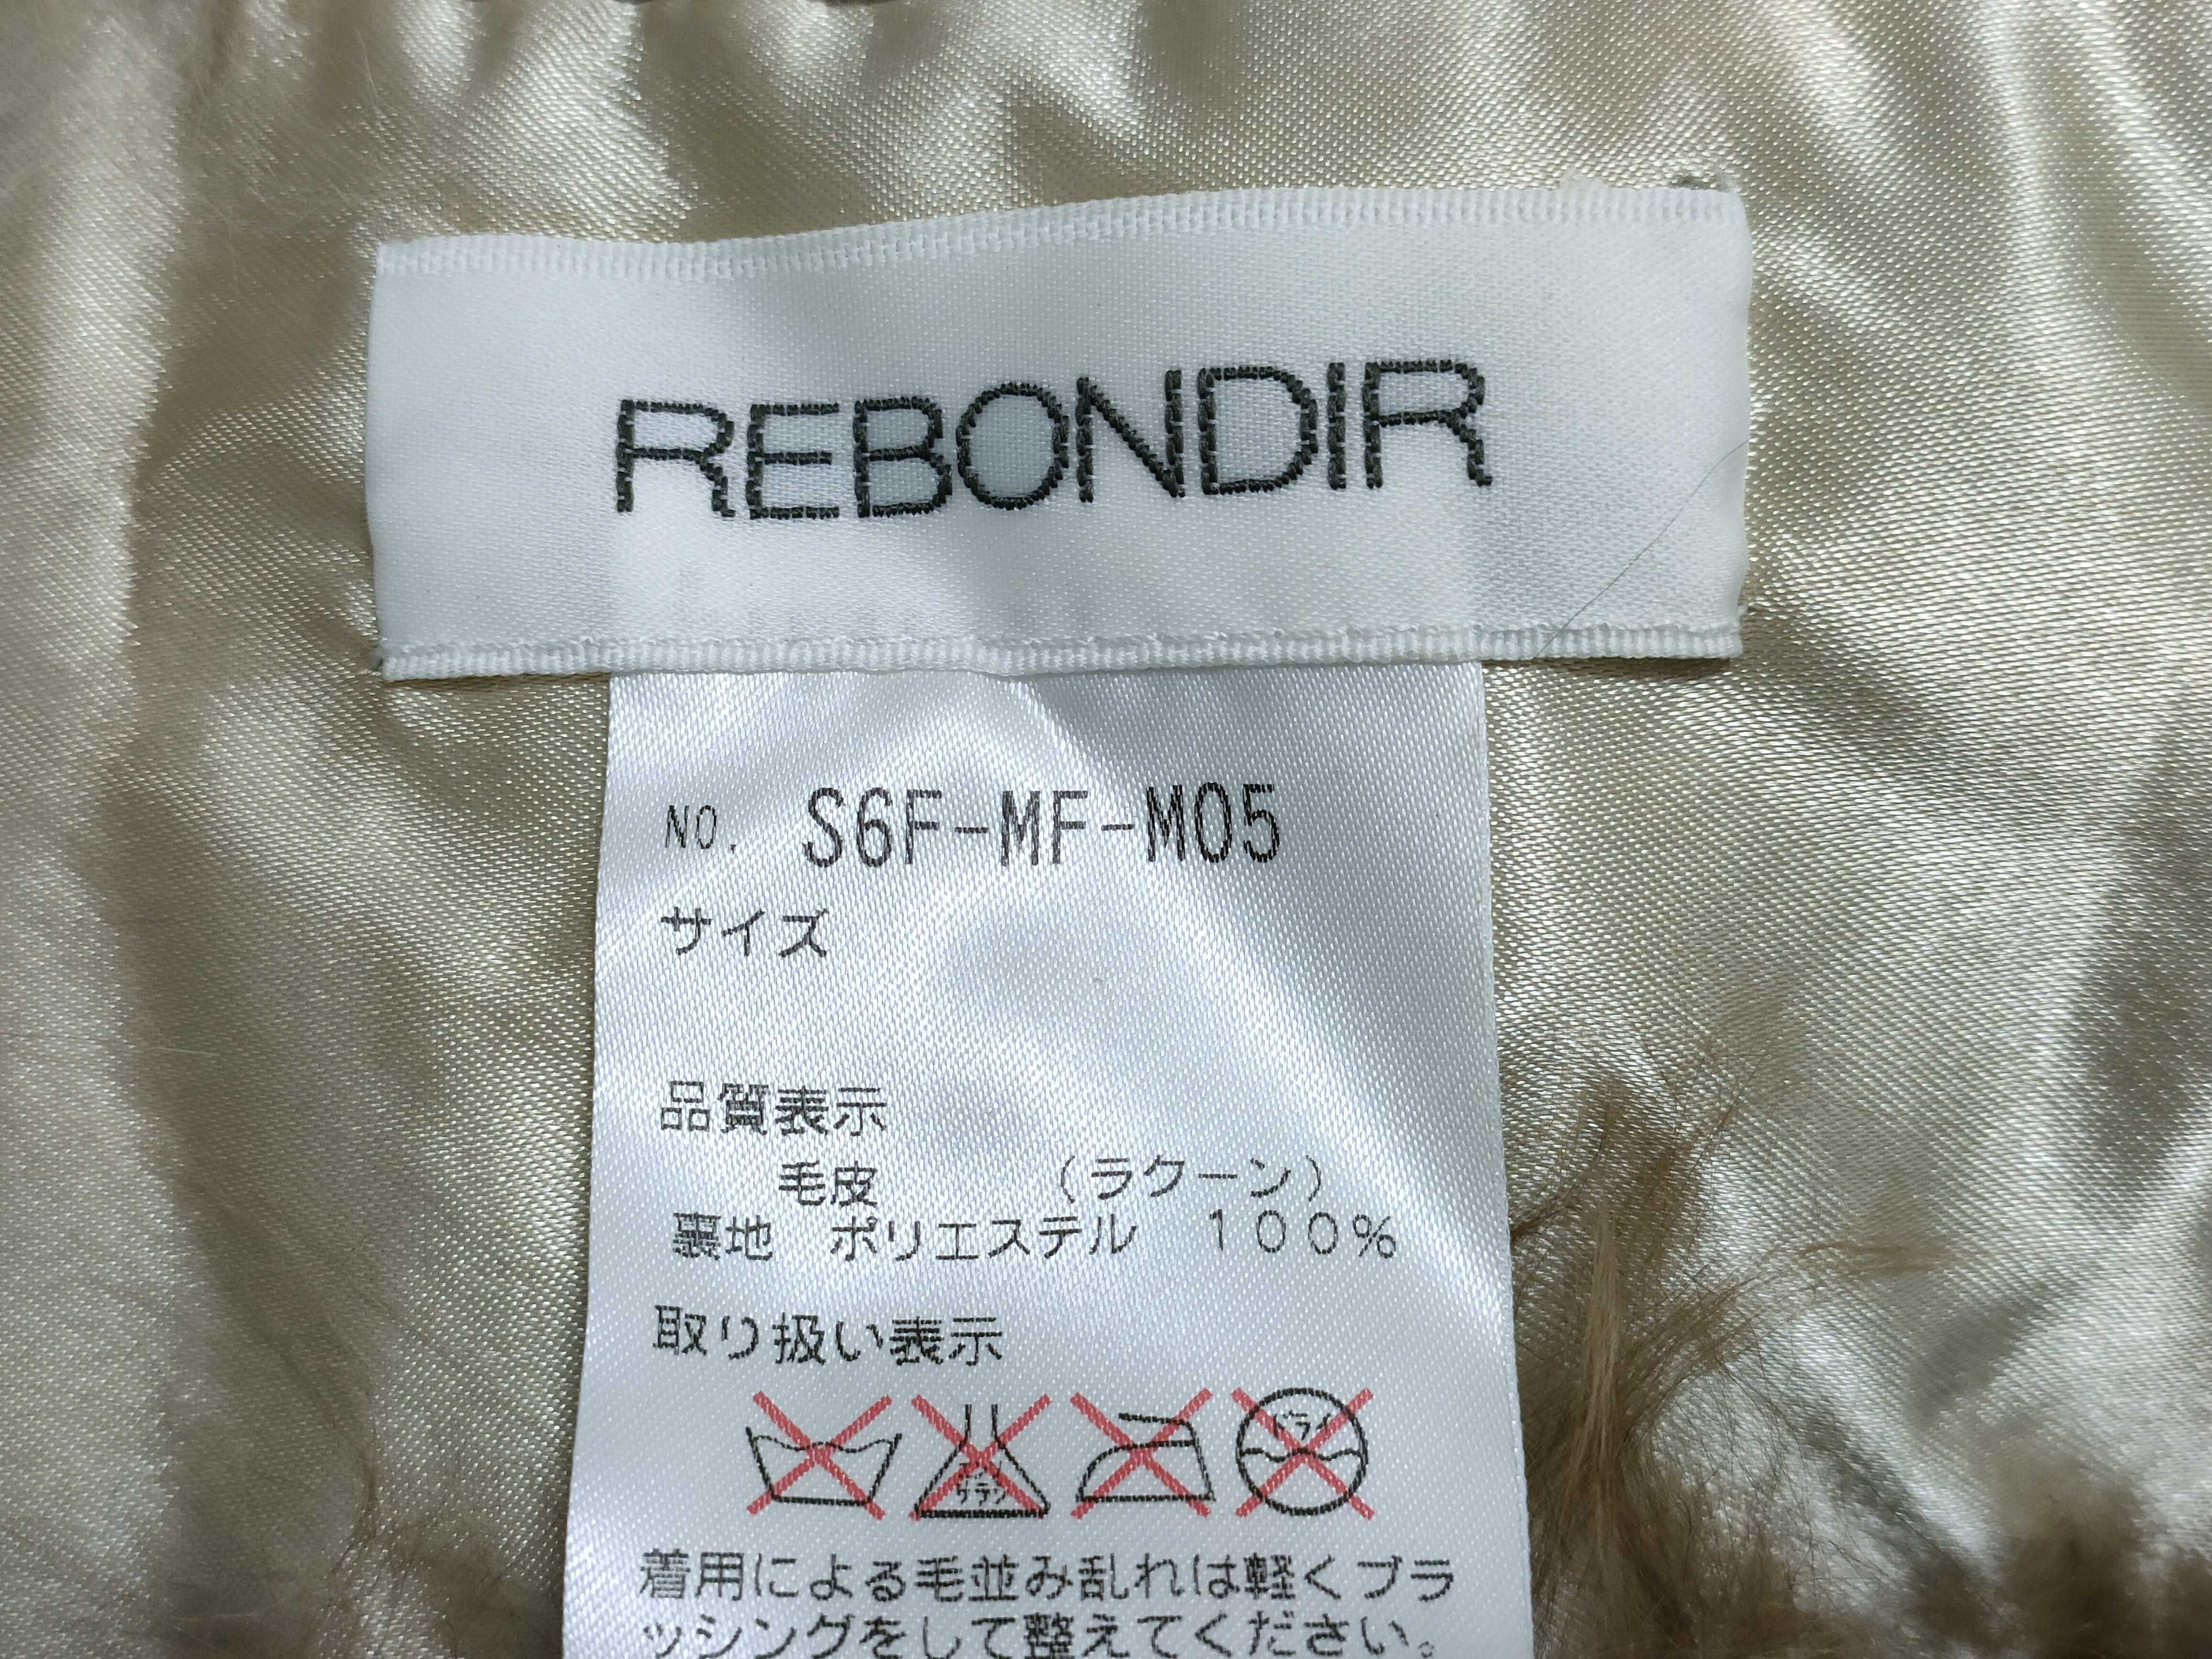 REBONDIR
NO. S6F-MF-M05
サイズ
品質表示
毛皮　　　（ラクーン）
裏地　ポリエステル　１００％
取り扱い表示
ドライ
着用による毛並み乱れは軽くブラ
ッシングをして整えてください。